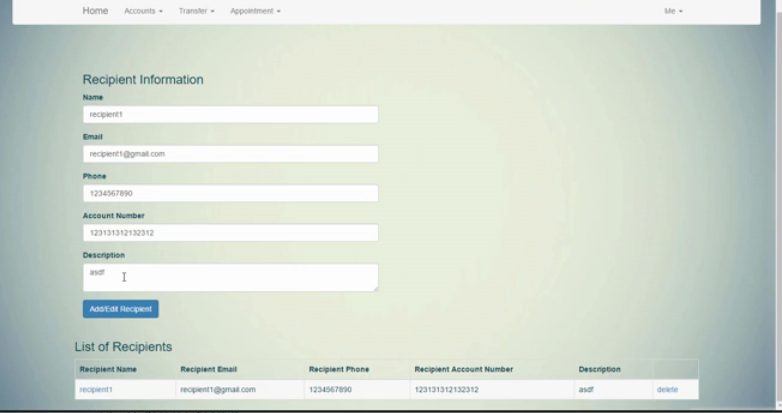 Home Accounts Transfer Appointment Me
Recipient Information
Name
recipient1
Email
recipient1@gmail.com
Phone
1234567890
Account Number
123131312132312
Description
asdf
Add/Edit Recipient
List of Recipients
Recipient Name Recipient Email Recipient Phone Recipient Account Number Description
recipient1 recipient1@gmail.com 1234567890 123131312132312 asdf delete